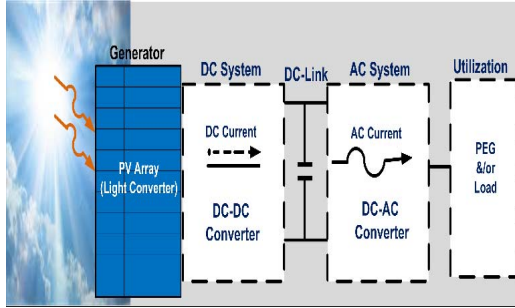 Generator
DC System
DC-Link
AC System
Utilization
DC Current
AC Current
PV Array
(Light Converter)
DC-DC
Converter
DC-AC
Converter
PEG
&/or
Load